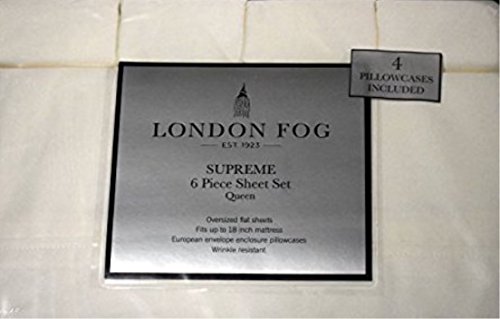 4
PILLOWCASES
INCLUDED
LONDON FOG
EST. 1923
SUPREME
6 Piece Sheet Set
Queen
Oversized flat sheets
Fits up to 18 inch mattress
European envelope enclosure pillowcases
Wrinkle resistant